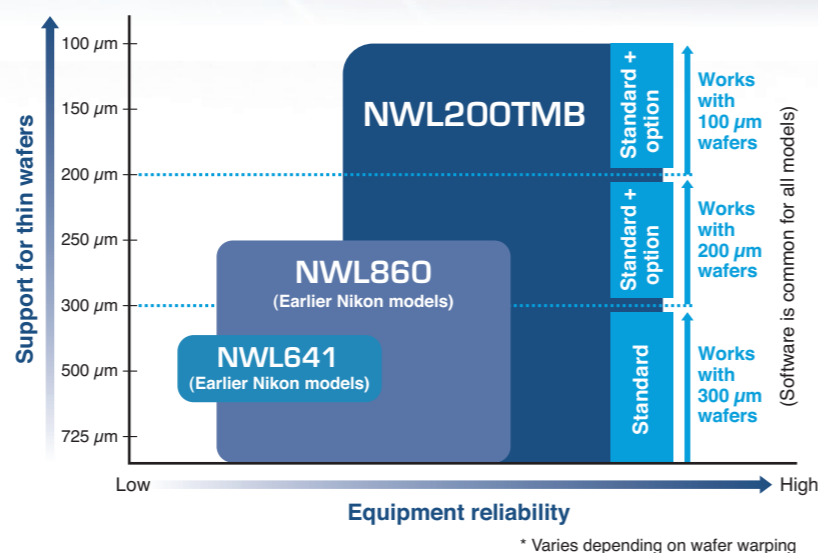 Support for thin wafers
100 µm
150 µm
200 µm
250 µm
300 µm
500 µm
725 µm
NWL200TMB
NWL860
(Earlier Nikon models)
NWL641
(Earlier Nikon models)
Standard +
option
Standard +
option
Standard
Works
with
100 µm
wafers
Works
with
200 µm
wafers
Works
with
300 µm
wafers
(Software is common for all models)
Low
High
Equipment reliability
* Varies depending on wafer warping